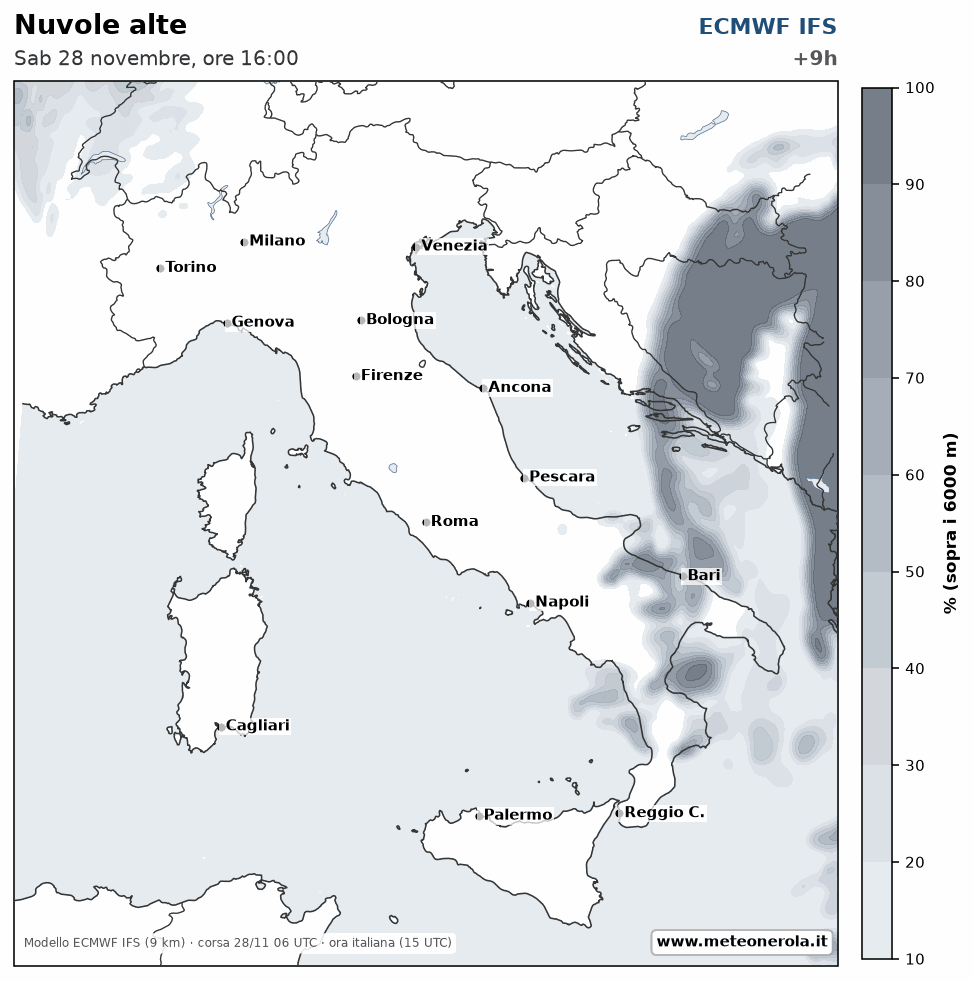 Nuvole alte
ECMWF IFS
Sab 28 novembre, ore 16:00
+9h
Milano
Venezia
Torino
Genova
Bologna
Firenze
Ancona
Pescara
Roma
Bari
Napoli
Cagliari
Palermo
Reggio C.
Modello ECMWF IFS (9 km) · corsa 28/11 06 UTC · ora italiana (15 UTC)
www.meteonerola.it
100
90
80
70
60
50
40
30
20
10
% (sopra i 6000 m)